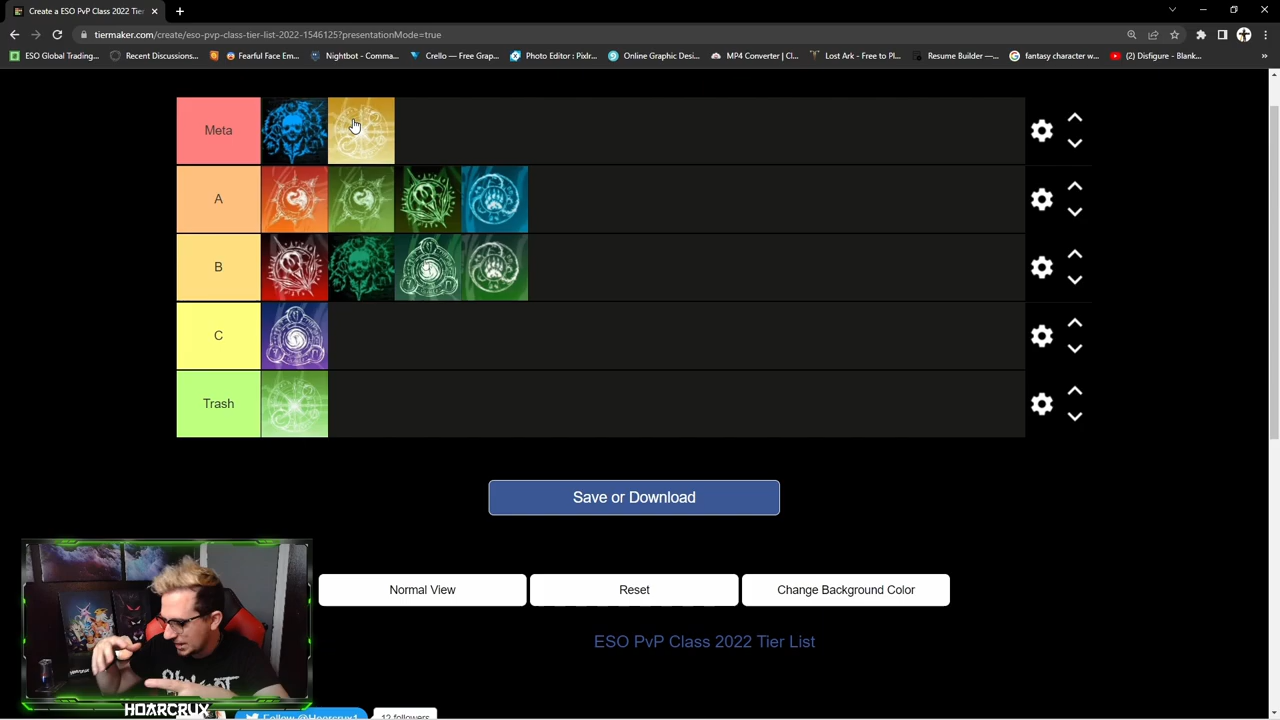 Create a ESO PvP Class 2022 Tier
tiermaker.com/create/eso-pvp-class-tier-list-2022-1546125?presentationMode=true
ESO Global Trading...
Recent Discussions...
Fearful Face Em...
Nightbot - Comma...
Crello — Free Grap...
Photo Editor : Pixlr...
Online Graphic Desi...
MP4 Converter | Cl...
Lost Ark - Free to Pl...
Resume Builder —...
fantasy character w...
(2) Disfigure - Blank...
Meta
A
B
C
Trash
Save or Download
Normal View
Reset
Change Background Color
ESO PvP Class 2022 Tier List
HOARCRUX
Follow @Hoarcrux1
12 followers